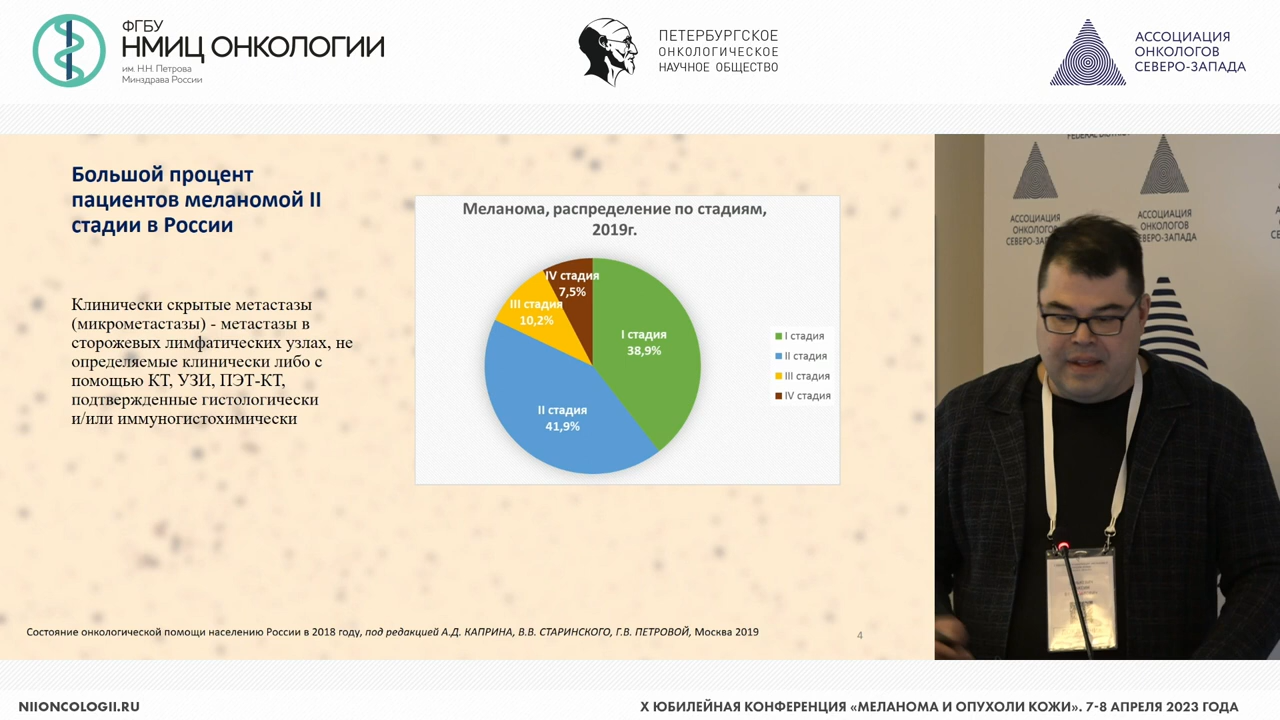 ФГБУ
НМИЦ ОНКОЛОГИИ
им. Н.Н. Петрова
Минздрава России
ПЕТЕРБУРГСКОЕ
ОНКОЛОГИЧЕСКОЕ
НАУЧНОЕ ОБЩЕСТВО
АССОЦИАЦИЯ
ОНКОЛОГОВ
СЕВЕРО-ЗАПАДА
Большой процент
пациентов меланомой II
стадии в России
Клинически скрытые метастазы
(микрометастазы) - метастазы в
сторожевых лимфатических узлах, не
определяемые клинически либо с
помощью КТ, УЗИ, ПЭТ-КТ,
подтвержденные гистологически
и/или иммуногистохимически
Меланома, распределение по стадиям,
2019г.
IV стадия
7,5%
III стадия
10,2%
I стадия
38,9%
II стадия
41,9%
I стадия
II стадия
III стадия
IV стадия
Состояние онкологической помощи населению России в 2018 году, под редакцией А.Д. КАПРИНА, В.В. СТАРИНСКОГО, Г.В. ПЕТРОВОЙ, Москва 2019
4
FEDERAL DISTRICT
АССОЦИАЦИЯ
ОНКОЛОГОВ
СЕВЕРО-ЗАПАДА
АССОЦИАЦИЯ
ОНКОЛОГОВ
СЕВЕРО-ЗАПАДА
NIIONCOLOGII.RU
X ЮБИЛЕЙНАЯ КОНФЕРЕНЦИЯ «МЕЛАНОМА И ОПУХОЛИ КОЖИ». 7-8 АПРЕЛЯ 2023 ГОДА